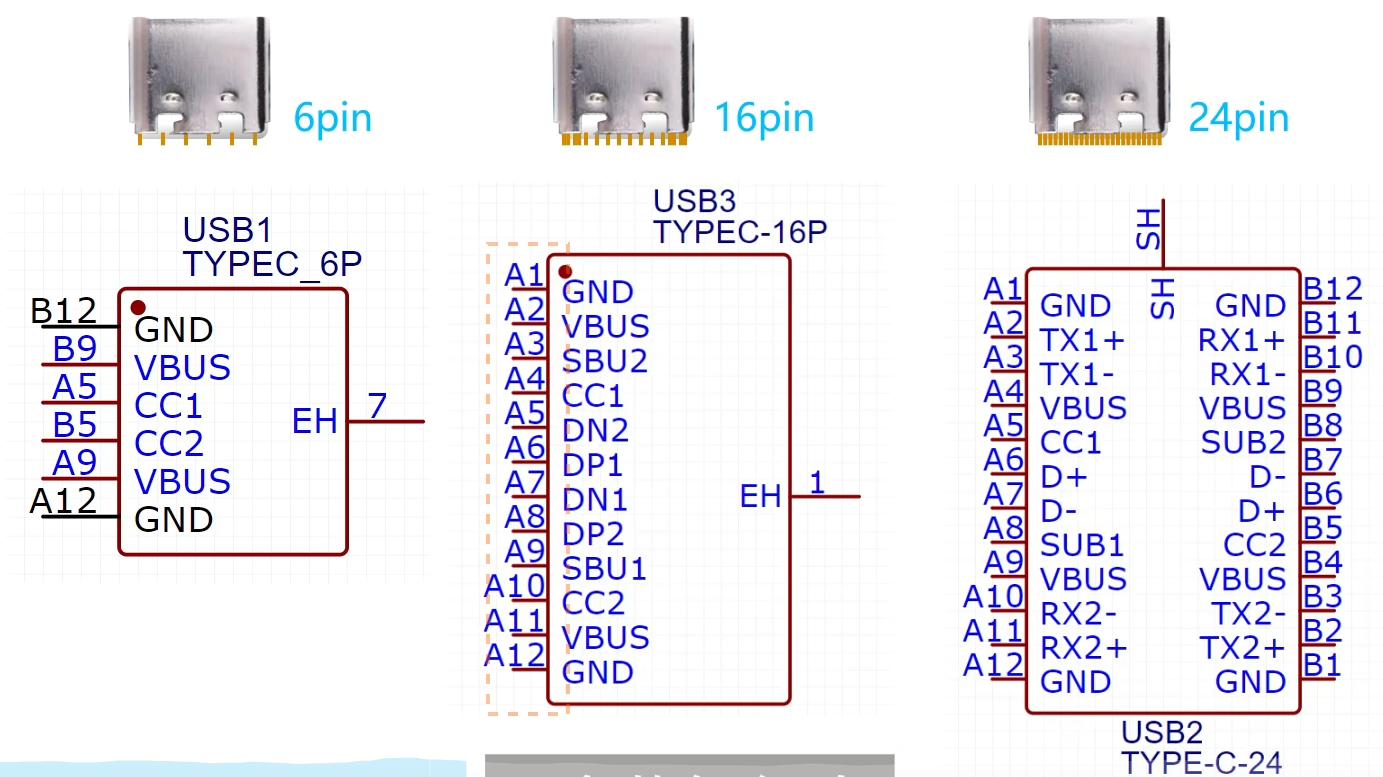 6pin
16pin
24pin
USB1
TYPEC_6P
B12 GND
B9 VBUS
A5 CC1
B5 CC2
A9 VBUS
A12 GND
EH 7
USB3
TYPEC-16P
A1 GND
A2 VBUS
A3 SBU2
A4 CC1
A5 DN2
A6 DP1
A7 DN1
A8 DP2
A9 SBU1
A10 CC2
A11 VBUS
A12 GND
EH 1
HS
HS
A1 GND GND B12
A2 TX1+ RX1+ B11
A3 TX1- RX1- B10
A4 VBUS VBUS B9
A5 CC1 SUB2 B8
A6 D+ D- B7
A7 D- D+ B6
A8 SUB1 CC2 B5
A9 VBUS VBUS B4
A10 RX2- TX2- B3
A11 RX2+ TX2+ B2
A12 GND GND B1
USB2
TYPE-C-24